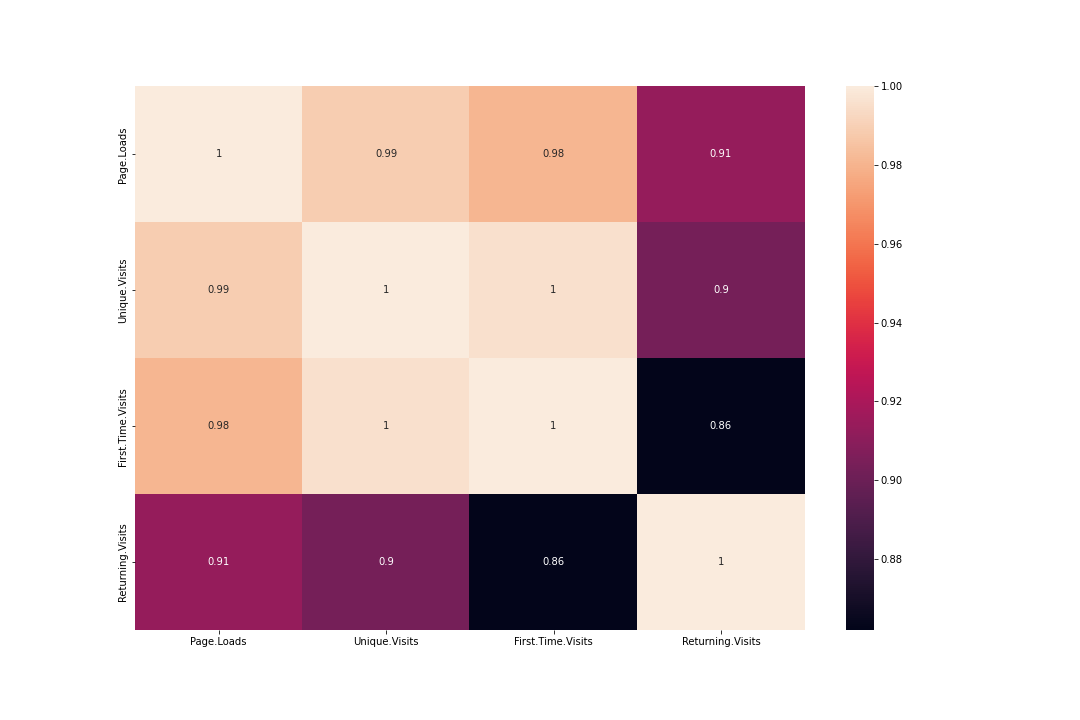 Page.Loads
1 0.99 0.98 0.91
Unique.Visits
0.99 1 1 0.9
First.Time.Visits
0.98 1 1 0.86
Returning.Visits
0.91 0.9 0.86 1
Page.Loads Unique.Visits First.Time.Visits Returning.Visits
1.00
0.98
0.96
0.94
0.92
0.90
0.88